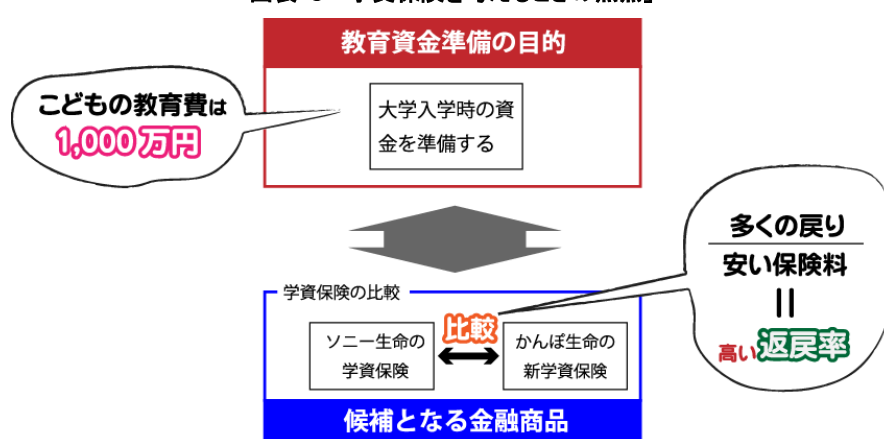 教育資金準備の目的
こどもの教育費は
1,000万円
大学入学時の資
金を準備する
多くの戻り
安い保険料
||
高い返戻率
学資保険の比較
比較
ソニー生命の
学資保険
かんぽ生命の
新学資保険
候補となる金融商品